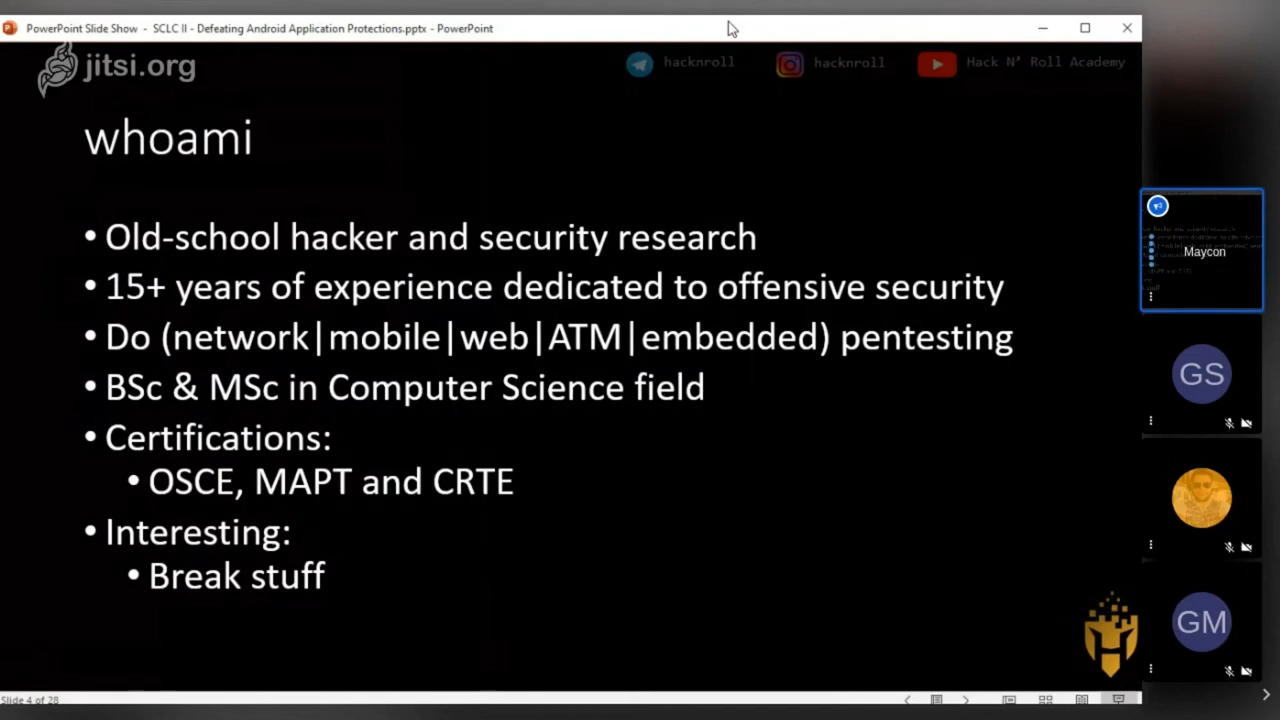 PowerPoint Slide Show - SCLC II - Defeating Android Application Protections.pptx - PowerPoint
jitsi.org
hacknroll
hacknroll
Hack N' Roll Academy
whoami
• Old-school hacker and security research
• 15+ years of experience dedicated to offensive security
• Do (network|mobile|web|ATM|embedded) pentesting
• BSc & MSc in Computer Science field
• Certifications:
• OSCE, MAPT and CRTE
• Interesting:
• Break stuff
Maycon
GS
GM
Slide 4 of 28